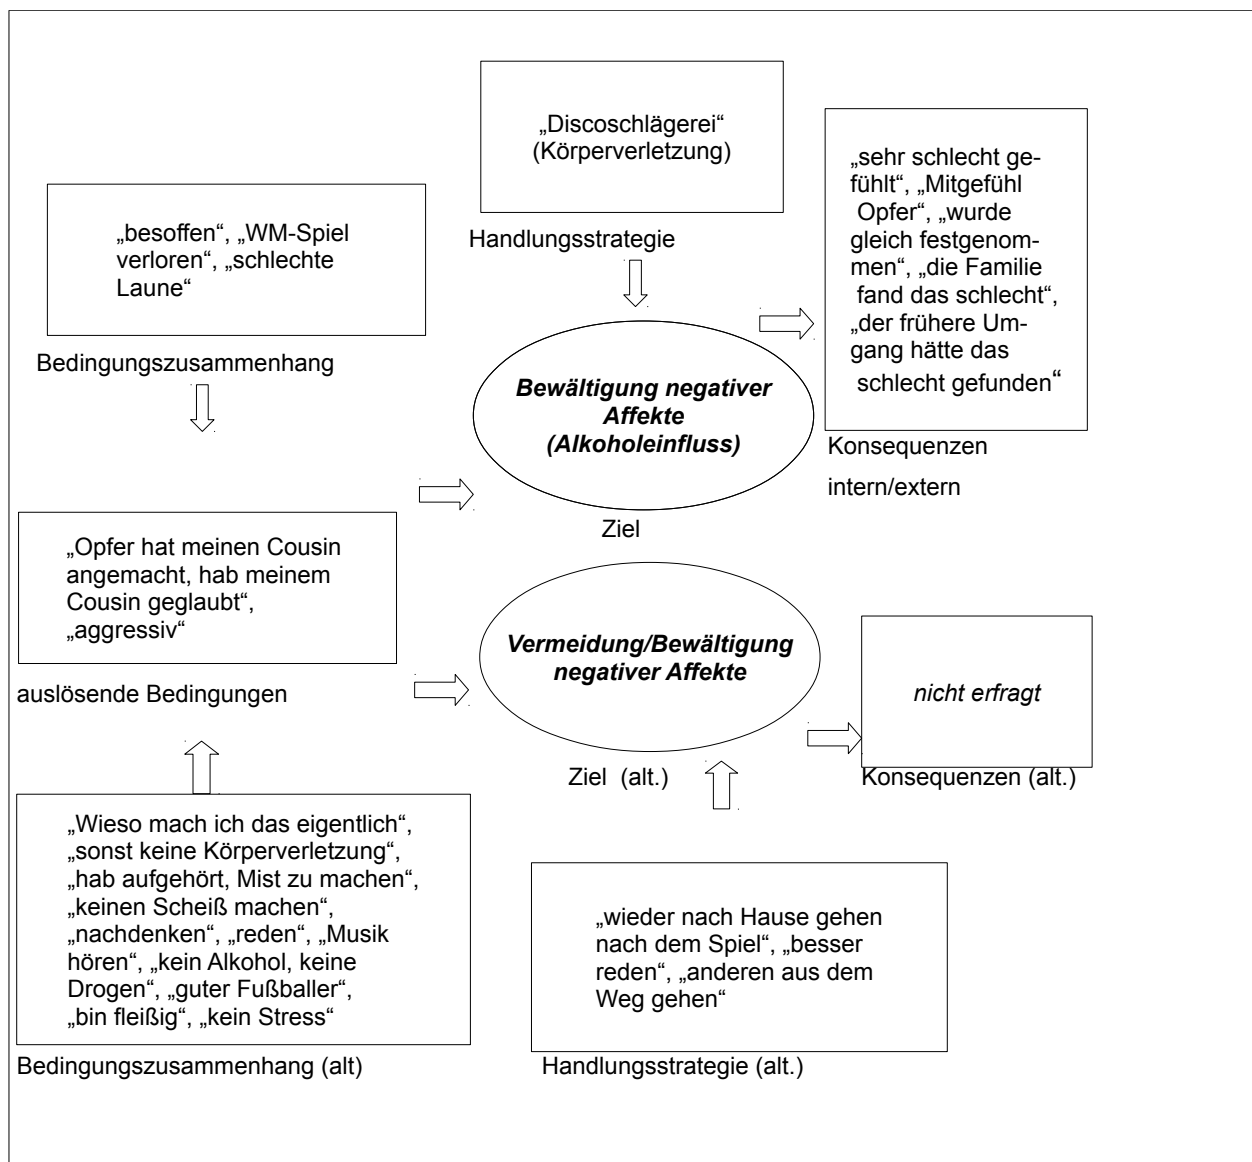 „Discoschlägerei“
(Körperverletzung)
Handlungsstrategie
„sehr schlecht ge-
fühlt“, „Mitgefühl
Opfer“, „wurde
gleich festgenom-
men“, „die Familie
fand das schlecht“,
„der frühere Um-
gang hätte das
schlecht gefunden“
Konsequenzen
intern/extern
„besoffen“, „WM-Spiel
verloren“, „schlechte
Laune“
Bedingungszusammenhang
Bewältigung negativer
Affekte
(Alkoholeinfluss)
Ziel
„Opfer hat meinen Cousin
angemacht, hab meinem
Cousin geglaubt“,
„aggressiv“
auslösende Bedingungen
Vermeidung/Bewältigung
negativer Affekte
Ziel (alt.)
nicht erfragt
Konsequenzen (alt.)
„Wieso mach ich das eigentlich“,
„sonst keine Körperverletzung“,
„hab aufgehört, Mist zu machen“,
„keinen Scheiß machen“,
„nachdenken“, „reden“, „Musik
hören“, „kein Alkohol, keine
Drogen“, „guter Fußballer“,
„bin fleißig“, „kein Stress“
Bedingungszusammenhang (alt)
„wieder nach Hause gehen
nach dem Spiel“, „besser
reden“, „anderen aus dem
Weg gehen“
Handlungsstrategie (alt.)